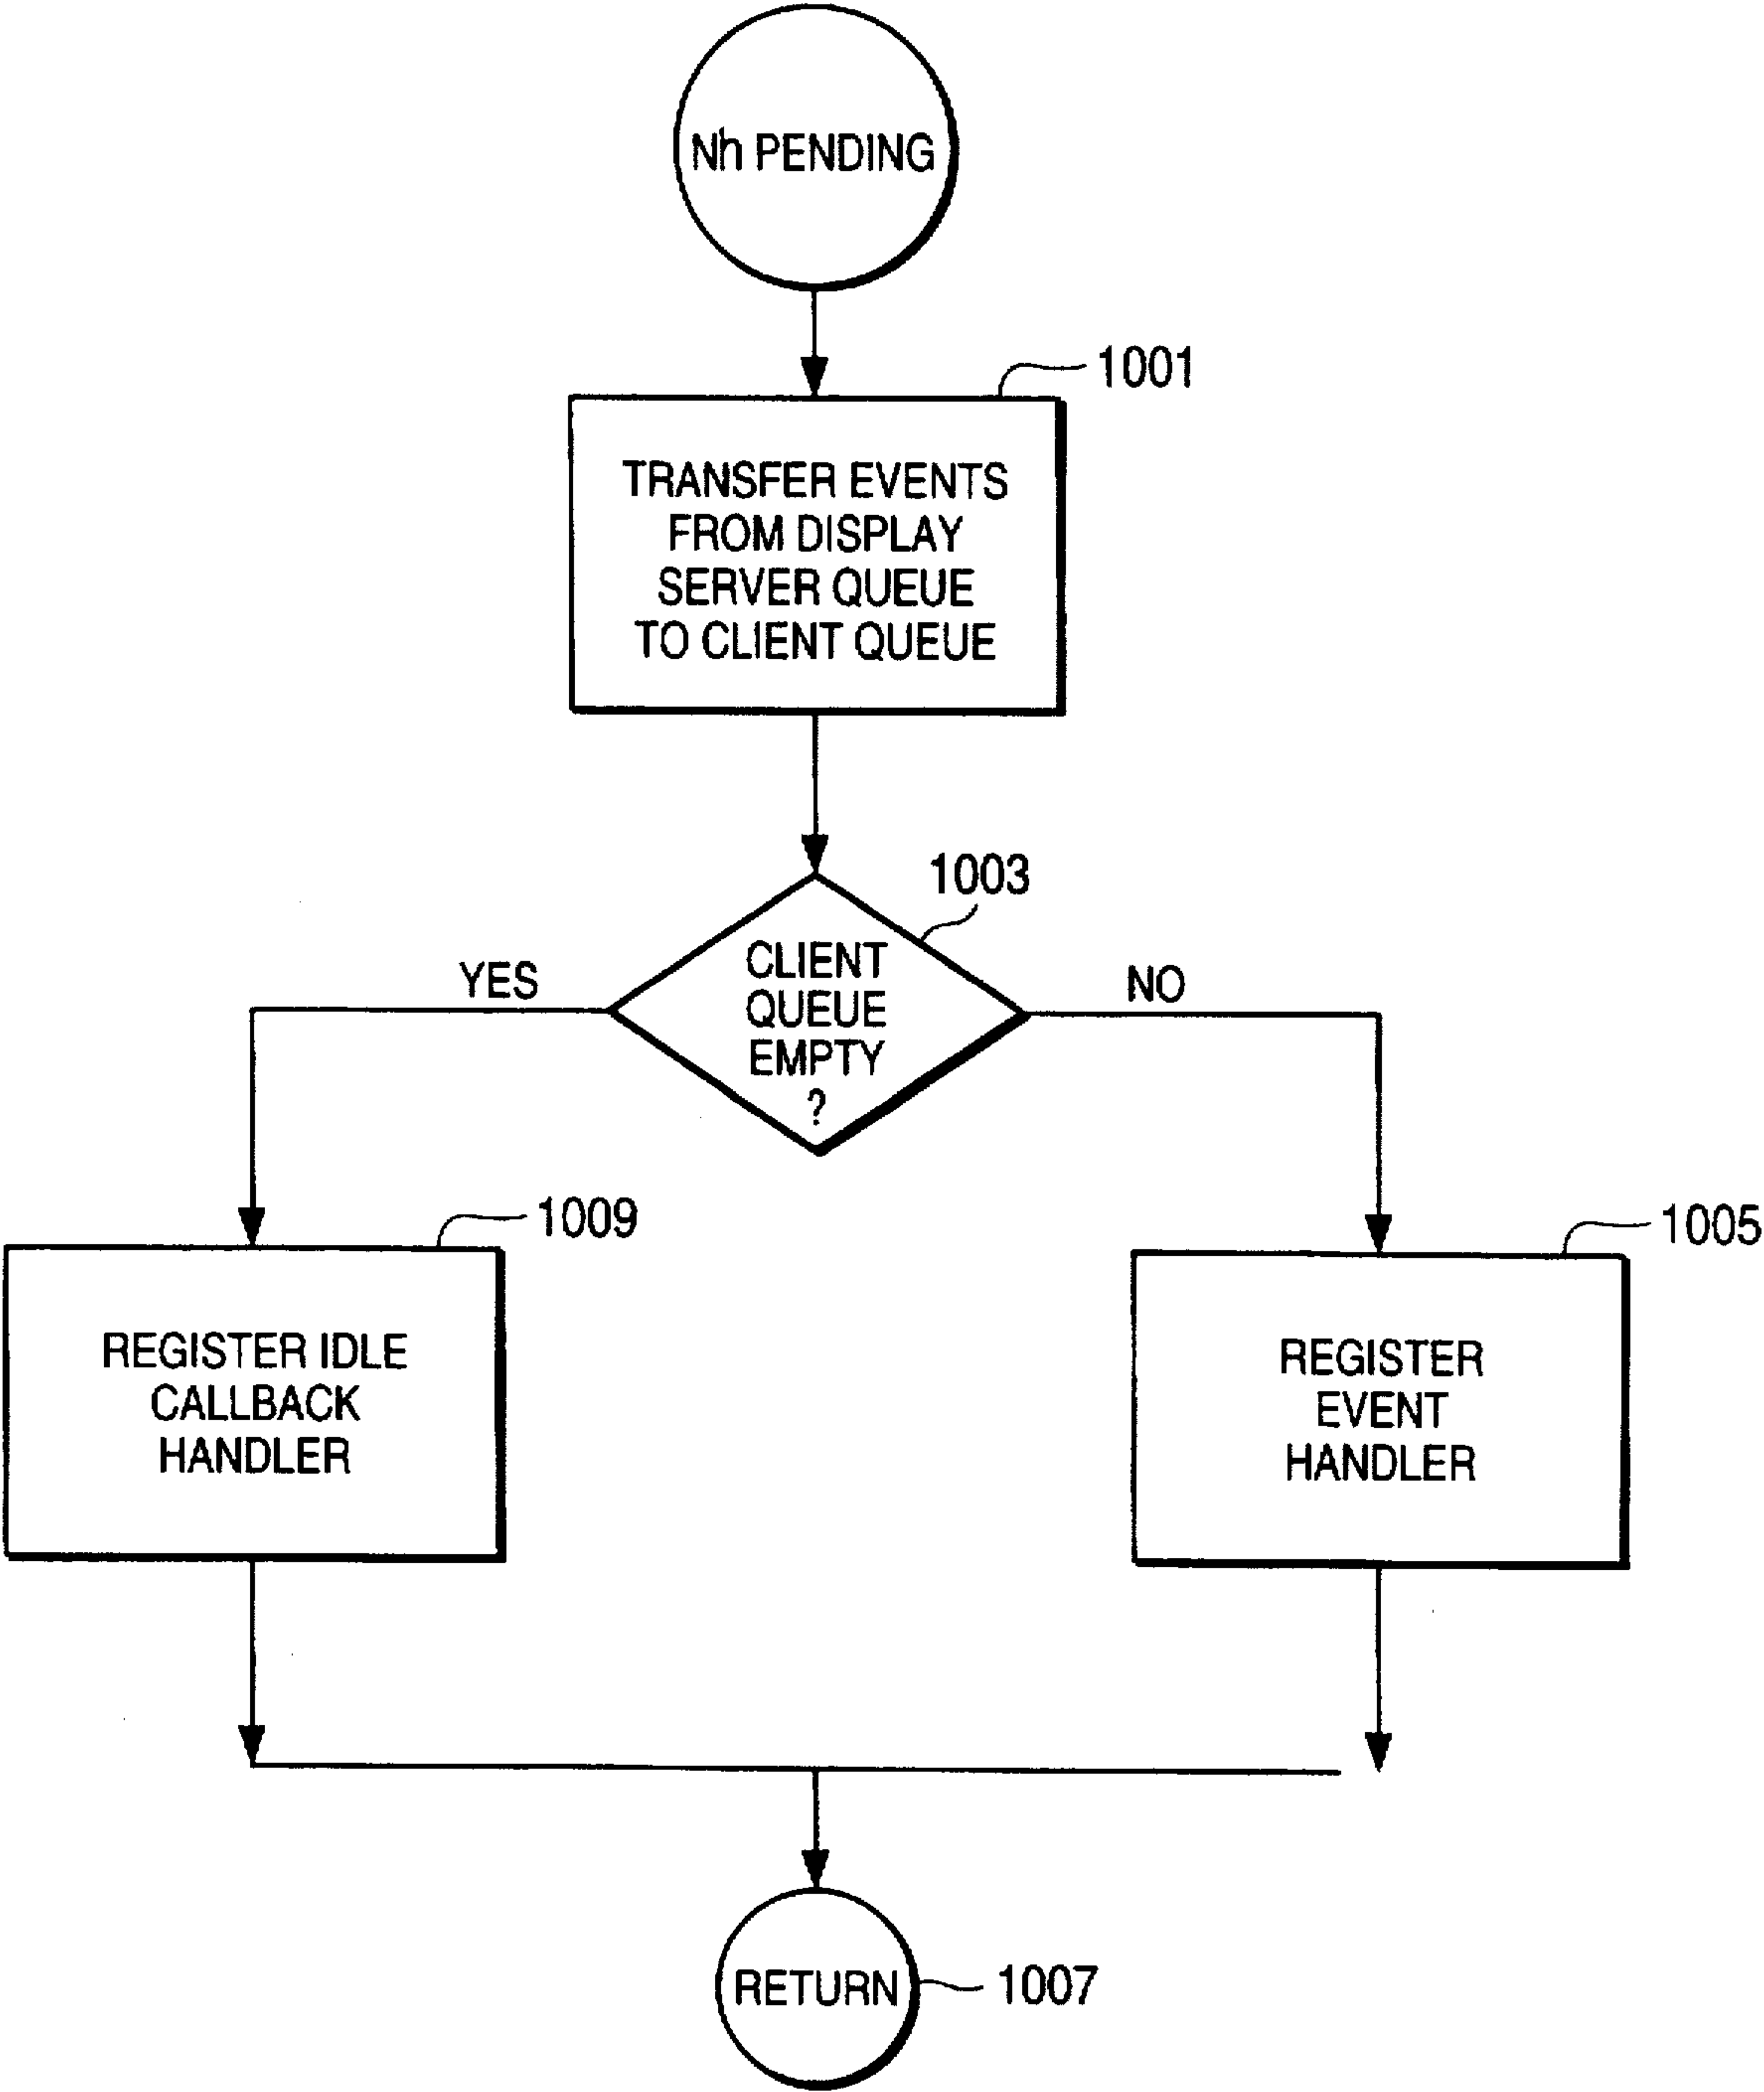 Nh PENDING
1001
TRANSFER EVENTS
FROM DISPLAY
SERVER QUEUE
TO CLIENT QUEUE
1003
CLIENT
QUEUE
EMPTY
?
YES
NO
1009
REGISTER IDLE
CALLBACK
HANDLER
1005
REGISTER
EVENT
HANDLER
RETURN
1007